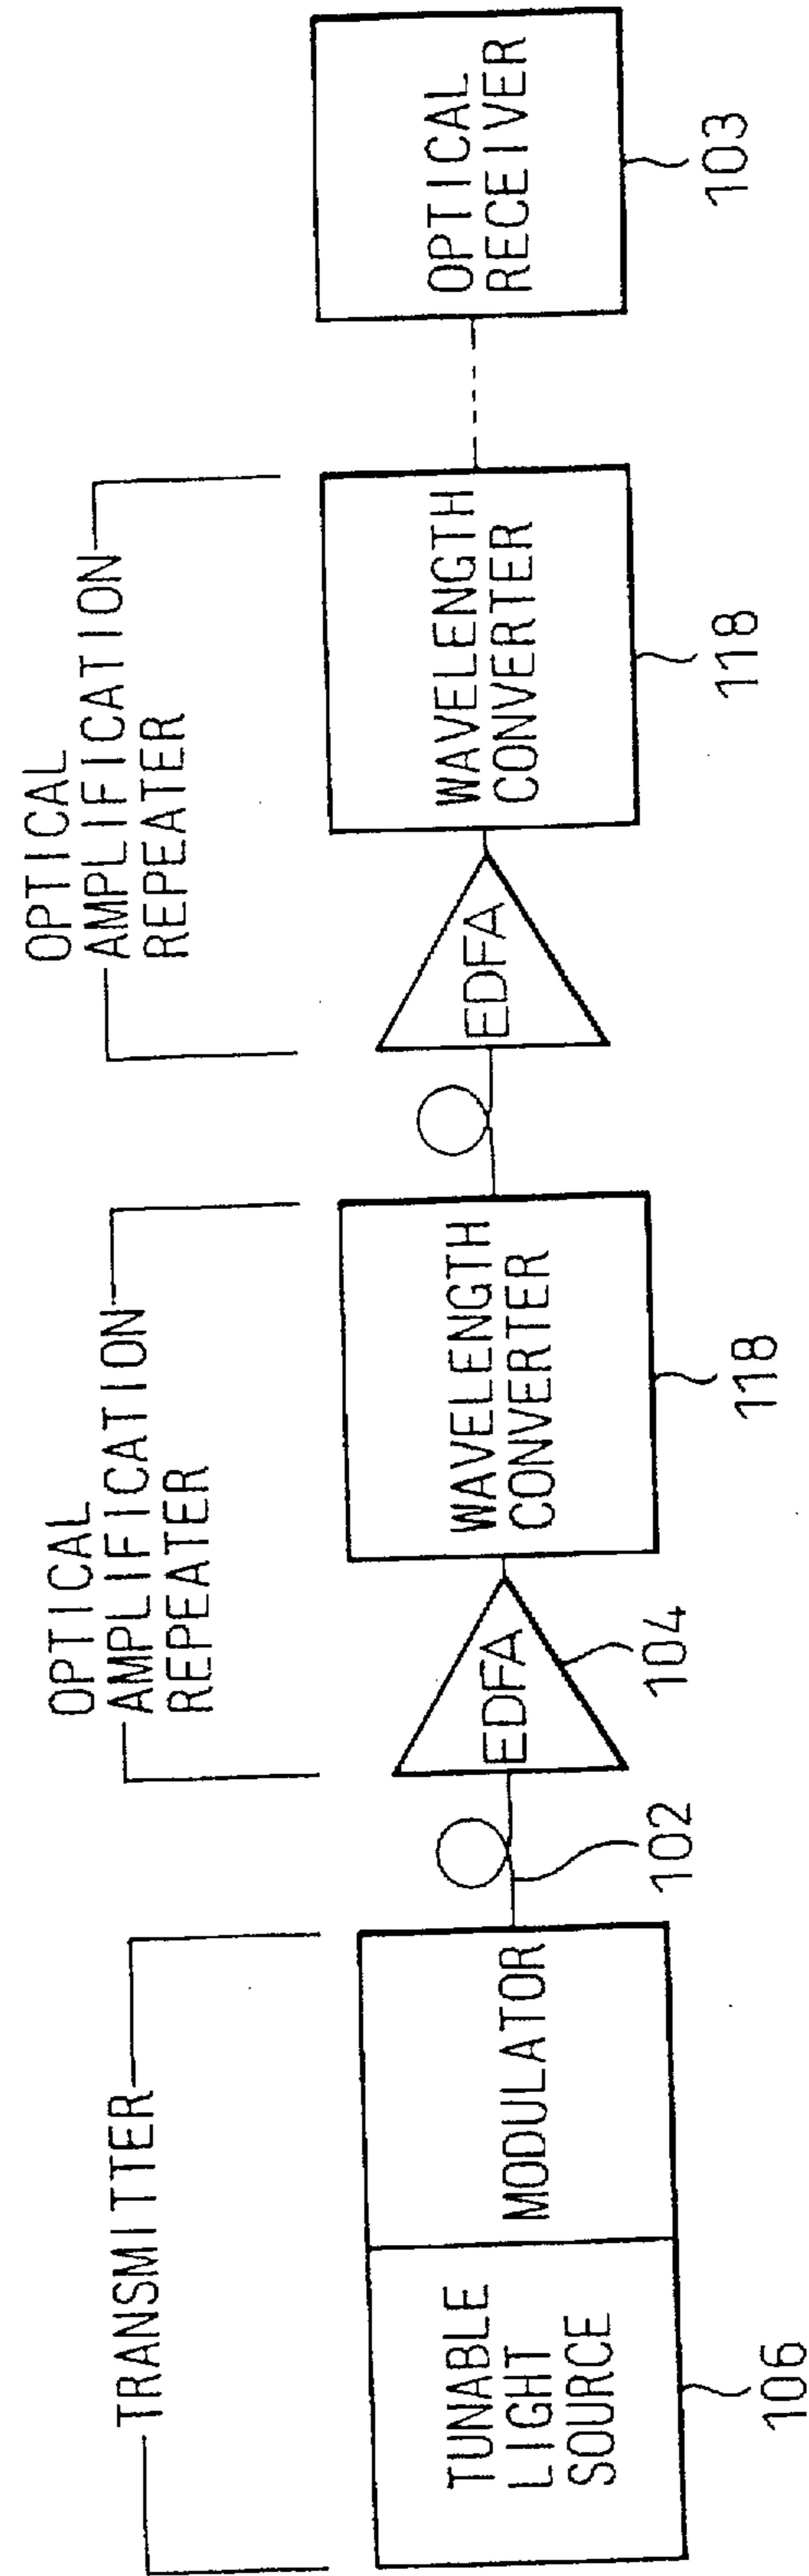 TRANSMITTER
TUNABLE
LIGHT
SOURCE
106
MODULATOR
102
OPTICAL
AMPLIFICATION
REPEATER
EDFA
104
WAVELENGTH
CONVERTER
118
OPTICAL
AMPLIFICATION
REPEATER
EDFA
WAVELENGTH
CONVERTER
118
OPTICAL
RECEIVER
103